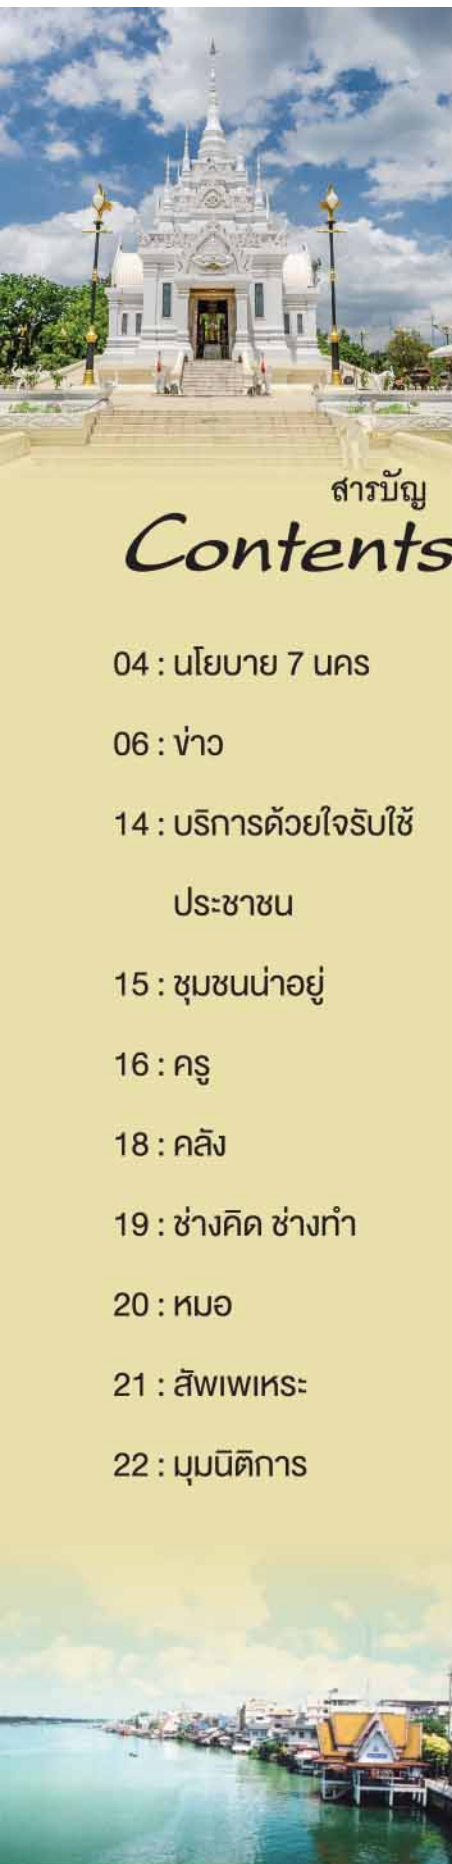 สารบัญ
Contents
04 : นโยบาย 7 นคร
06 : ข่าว
14 : บริการด้วยใจรับใช้
ประชาชน
15 : ชุมชนน่าอยู่
16 : ครู
18 : คลัง
19 : ช่างคิด ช่างทำ
20 : หมอ
21 : สัพเพเหระ
22 : มุมนิติการ